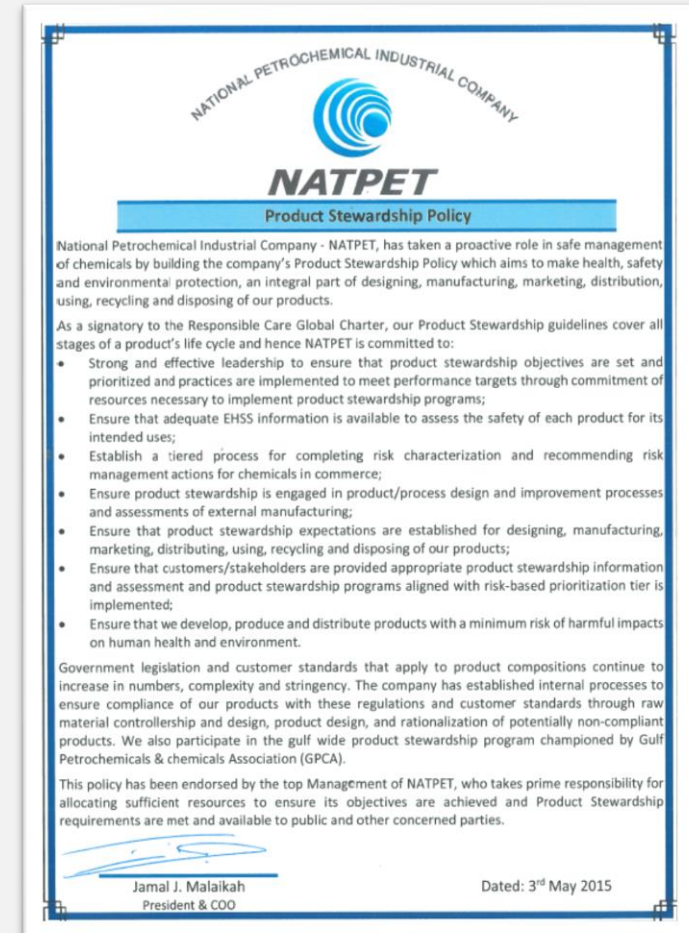 NATIONAL PETROCHEMICAL INDUSTRIAL COMPANY
NATPET
Product Stewardship Policy
National Petrochemical Industrial Company - NATPET, has taken a proactive role in safe management
of chemicals by building the company's Product Stewardship Policy which aims to make health, safety
and environmental protection, an integral part of designing, manufacturing, marketing, distribution,
using, recycling and disposing of our products.
As a signatory to the Responsible Care Global Charter, our Product Stewardship guidelines cover all
stages of a product's life cycle and hence NATPET is committed to:
• Strong and effective leadership to ensure that product stewardship objectives are set and
prioritized and practices are implemented to meet performance targets through commitment of
resources necessary to implement product stewardship programs;
• Ensure that adequate EHSS information is available to assess the safety of each product for its
intended uses;
• Establish a tiered process for completing risk characterization and recommending risk
management actions for chemicals in commerce;
• Ensure product stewardship is engaged in product/process design and improvement processes
and assessments of external manufacturing;
• Ensure that product stewardship expectations are established for designing, manufacturing,
marketing, distributing, using, recycling and disposing of our products;
• Ensure that customers/stakeholders are provided appropriate product stewardship information
and assessment and product stewardship programs aligned with risk-based prioritization tier is
implemented;
• Ensure that we develop, produce and distribute products with a minimum risk of harmful impacts
on human health and environment.
Government legislation and customer standards that apply to product compositions continue to
increase in numbers, complexity and stringency. The company has established internal processes to
ensure compliance of our products with these regulations and customer standards through raw
material controllership and design, product design, and rationalization of potentially non-compliant
products. We also participate in the gulf wide product stewardship program championed by Gulf
Petrochemicals & chemicals Association (GPCA).
This policy has been endorsed by the top Management of NATPET, who takes prime responsibility for
allocating sufficient resources to ensure its objectives are achieved and Product Stewardship
requirements are met and available to public and other concerned parties.
Jamal J. Malaikah
President & COO
Dated: 3rd May 2015